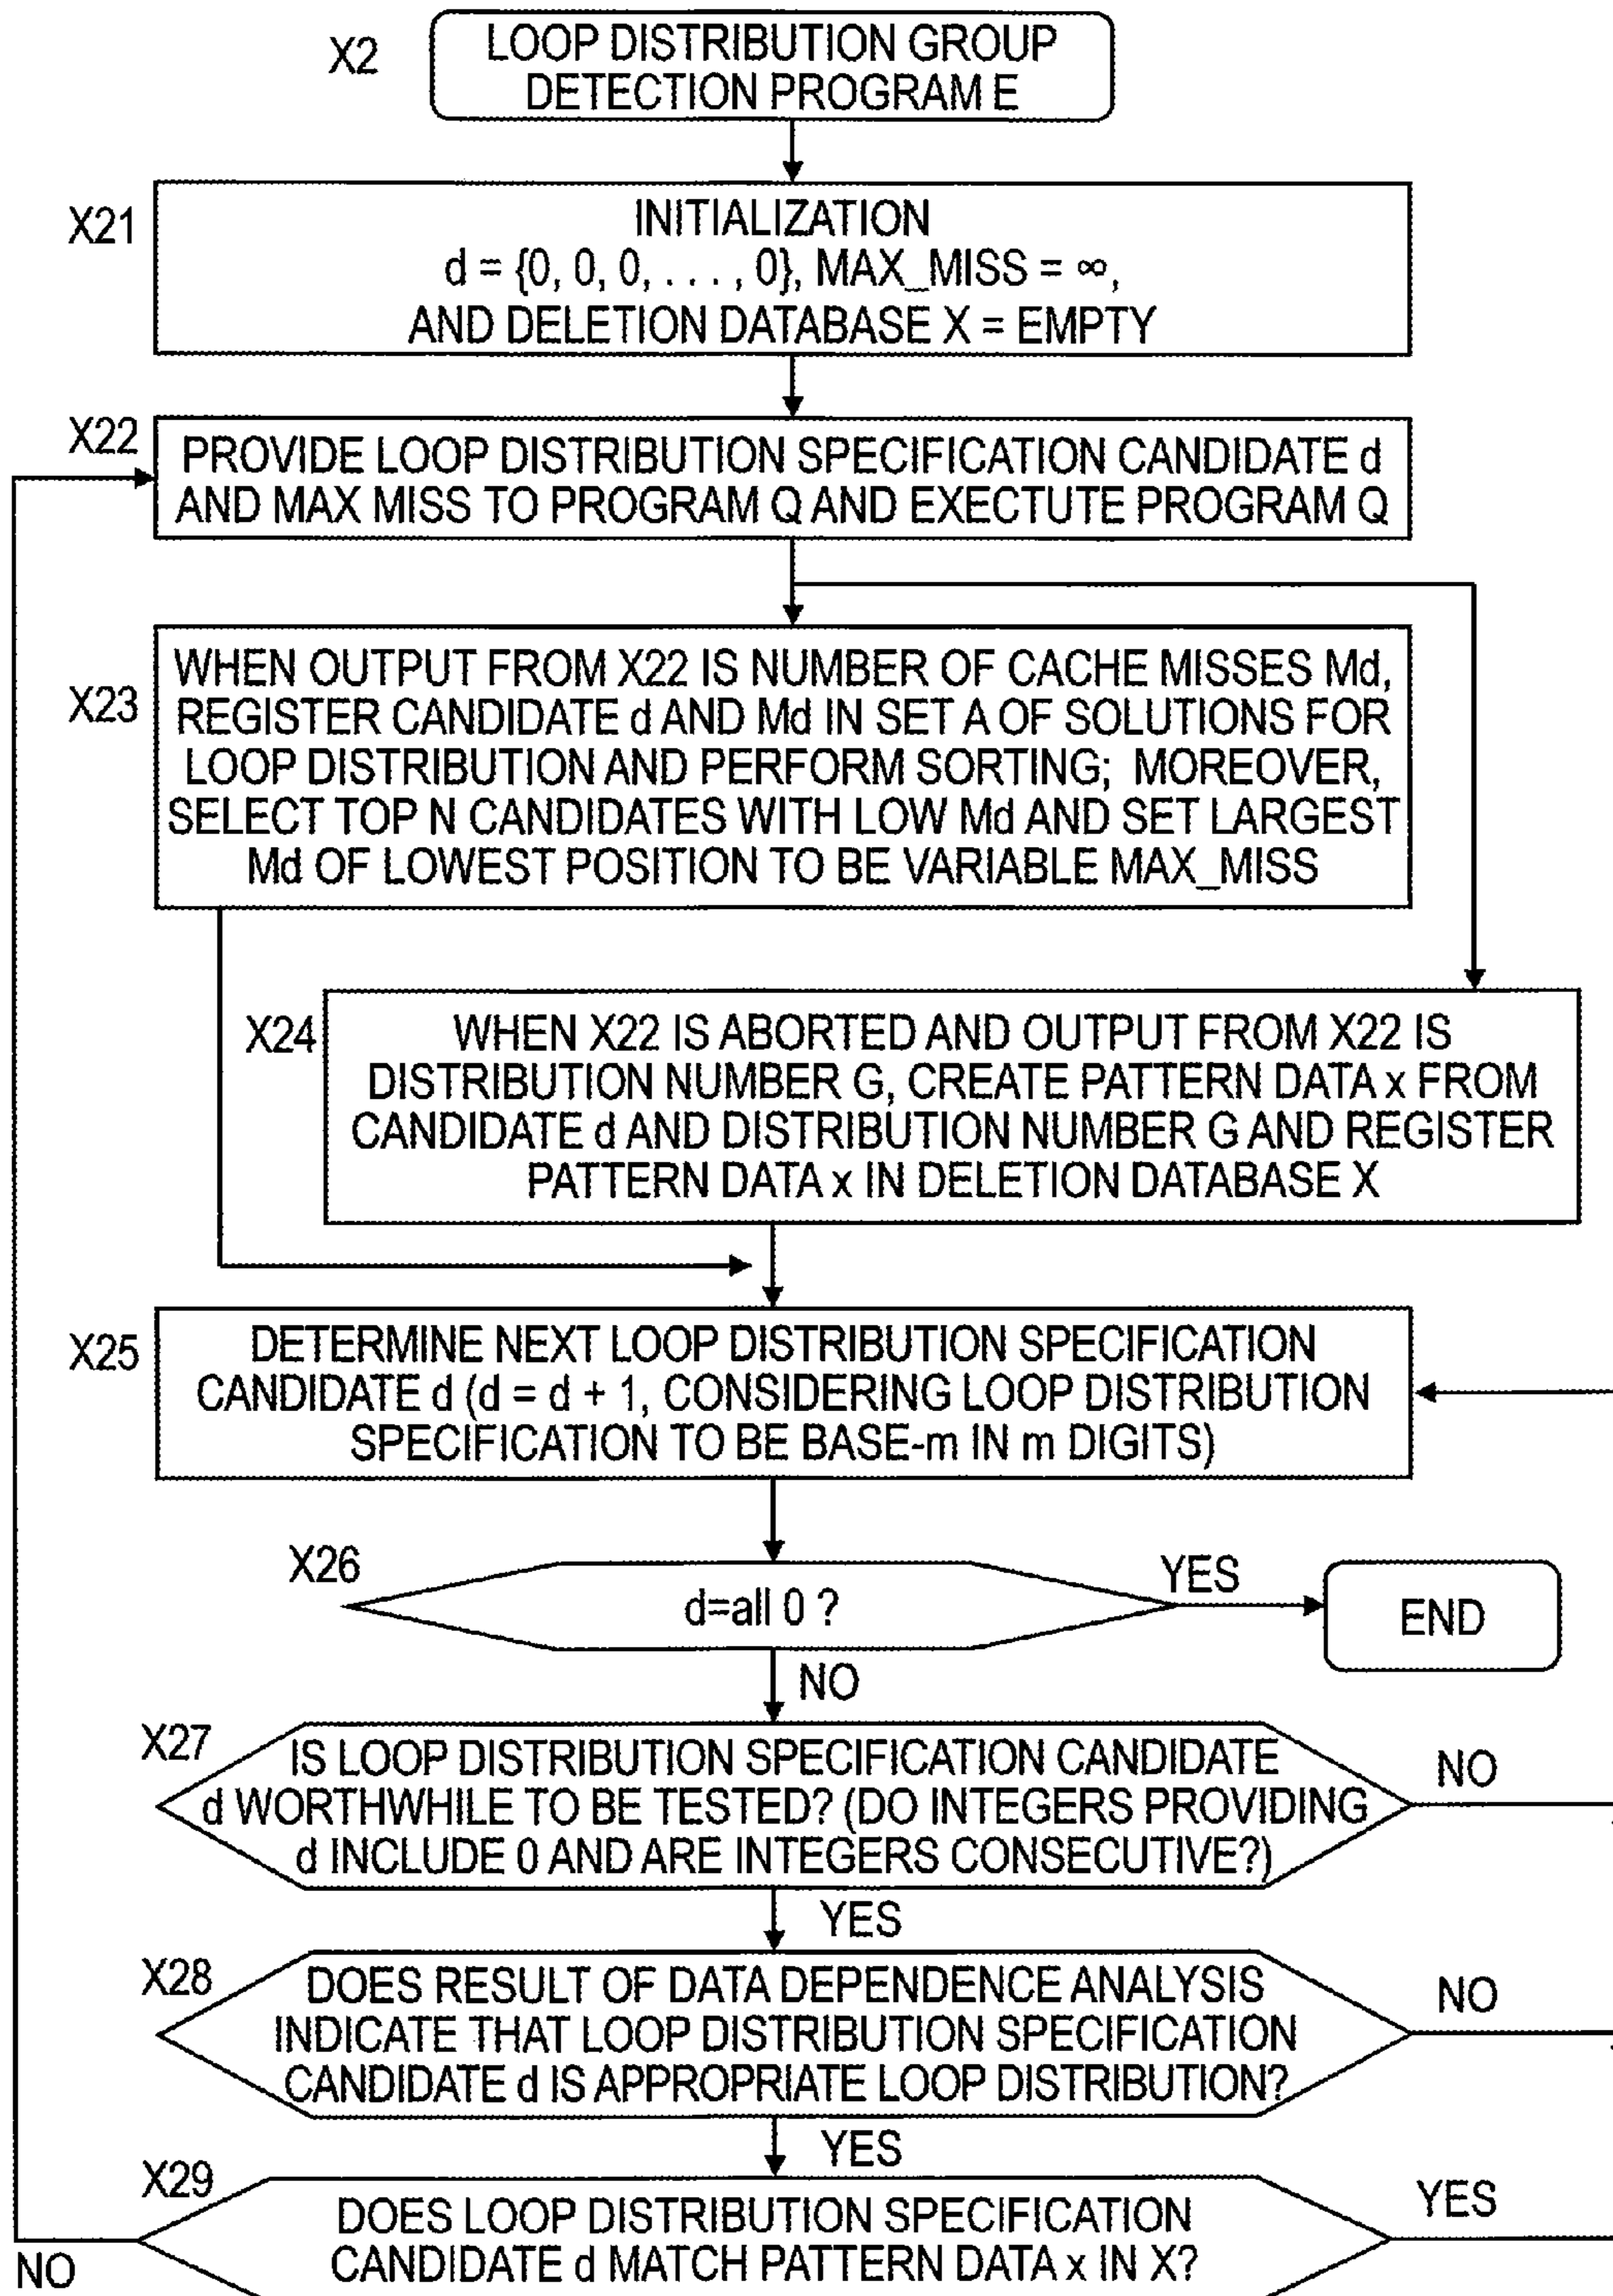 X2
LOOP DISTRIBUTION GROUP
DETECTION PROGRAM E
X21
INITIALIZATION
d = {0, 0, 0, . . . , 0}, MAX_MISS = ∞,
AND DELETION DATABASE X = EMPTY
X22
PROVIDE LOOP DISTRIBUTION SPECIFICATION CANDIDATE d
AND MAX MISS TO PROGRAM Q AND EXECTUTE PROGRAM Q
X23
WHEN OUTPUT FROM X22 IS NUMBER OF CACHE MISSES Md,
REGISTER CANDIDATE d AND Md IN SET A OF SOLUTIONS FOR
LOOP DISTRIBUTION AND PERFORM SORTING; MOREOVER,
SELECT TOP N CANDIDATES WITH LOW Md AND SET LARGEST
Md OF LOWEST POSITION TO BE VARIABLE MAX_MISS
X24
WHEN X22 IS ABORTED AND OUTPUT FROM X22 IS
DISTRIBUTION NUMBER G, CREATE PATTERN DATA x FROM
CANDIDATE d AND DISTRIBUTION NUMBER G AND REGISTER
PATTERN DATA x IN DELETION DATABASE X
X25
DETERMINE NEXT LOOP DISTRIBUTION SPECIFICATION
CANDIDATE d (d = d + 1, CONSIDERING LOOP DISTRIBUTION
SPECIFICATION TO BE BASE-m IN m DIGITS)
X26
d=all 0 ?
YES
END
NO
X27
IS LOOP DISTRIBUTION SPECIFICATION CANDIDATE
d WORTHWHILE TO BE TESTED? (DO INTEGERS PROVIDING
d INCLUDE 0 AND ARE INTEGERS CONSECUTIVE?)
NO
YES
X28
DOES RESULT OF DATA DEPENDENCE ANALYSIS
INDICATE THAT LOOP DISTRIBUTION SPECIFICATION
CANDIDATE d IS APPROPRIATE LOOP DISTRIBUTION?
NO
YES
X29
DOES LOOP DISTRIBUTION SPECIFICATION
CANDIDATE d MATCH PATTERN DATA x IN X?
YES
NO